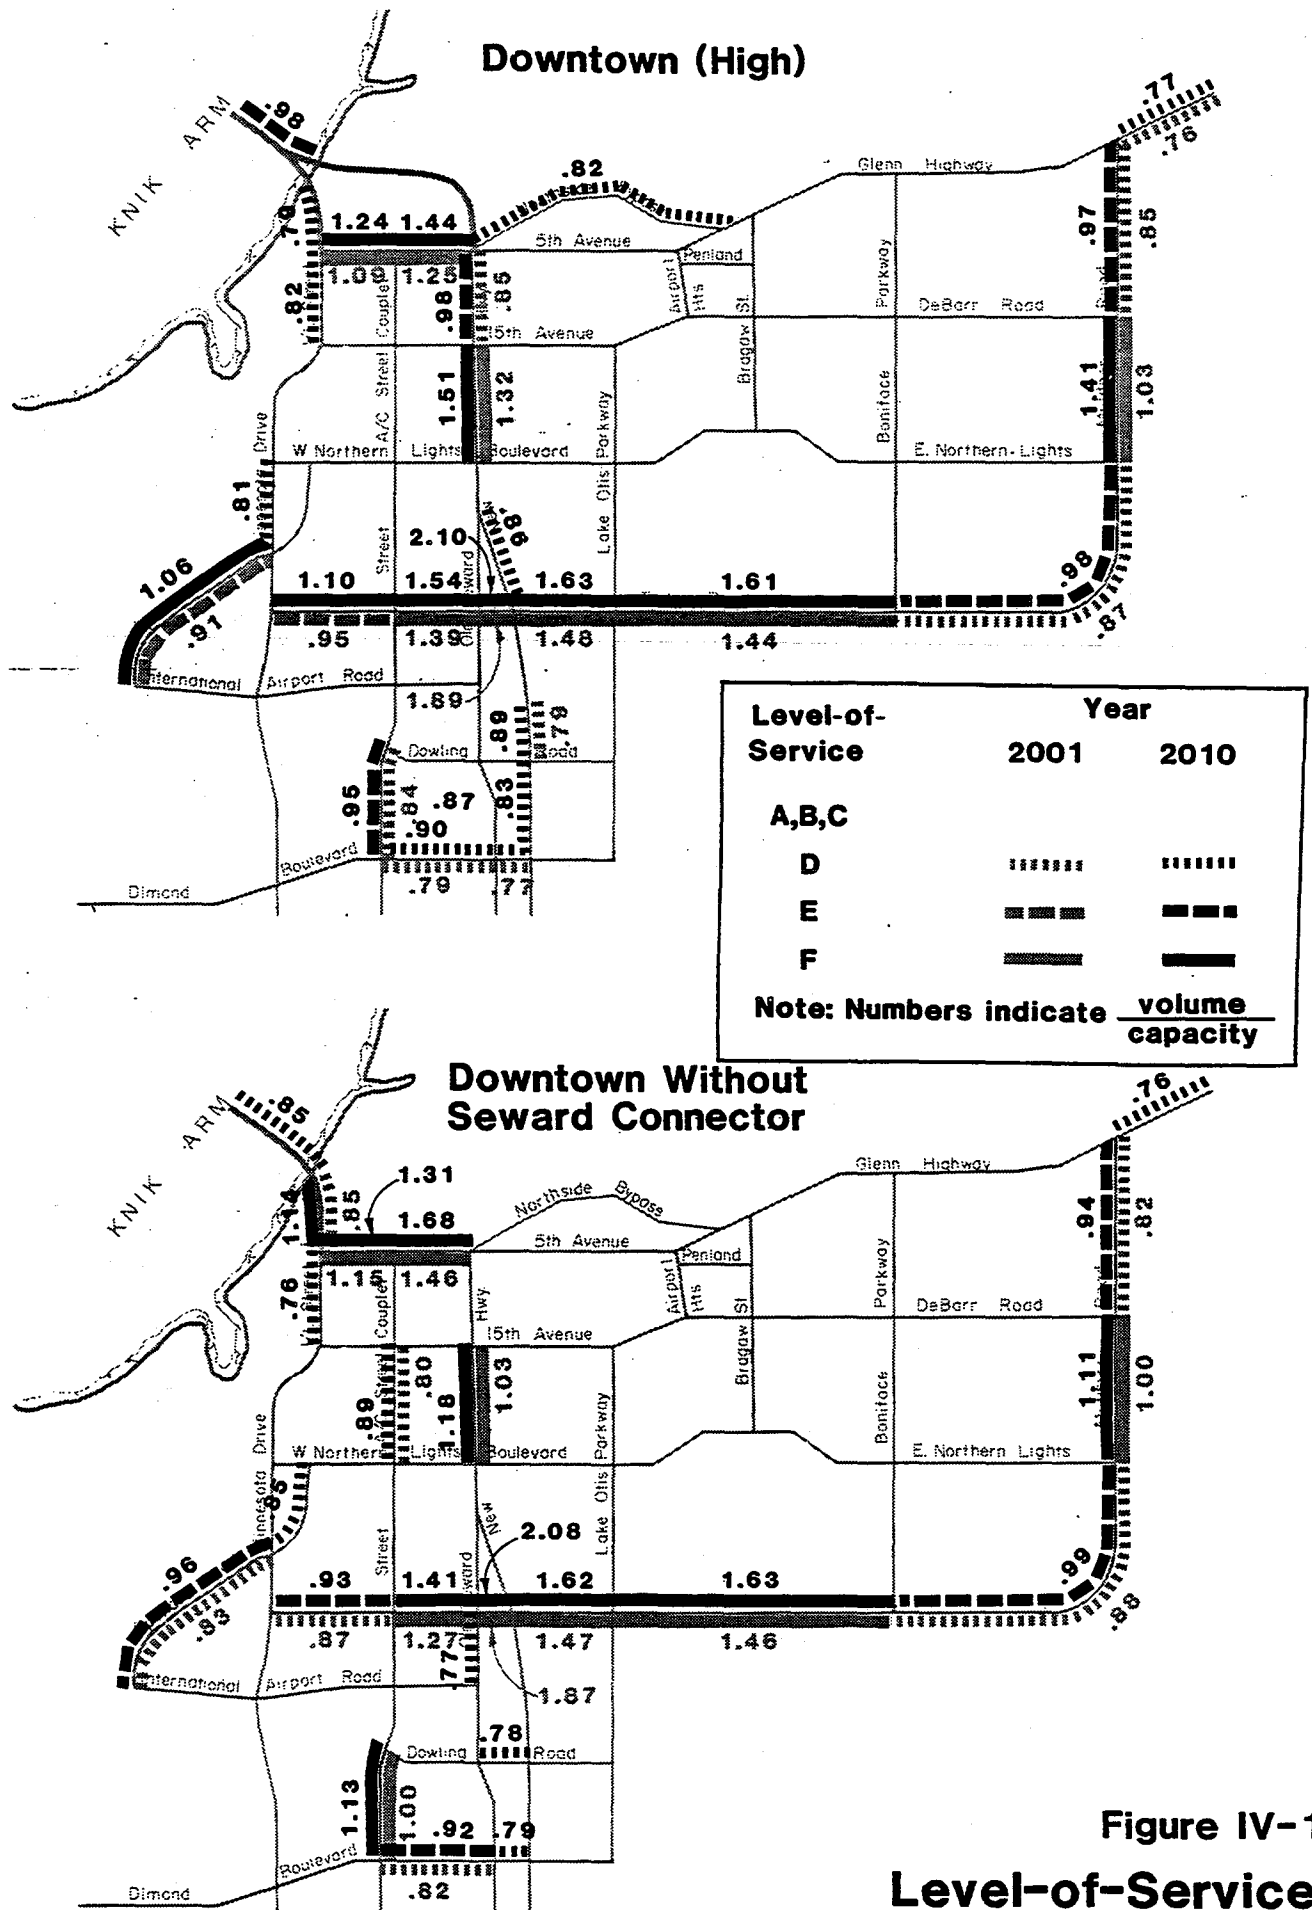 Downtown (High)
KNIK ARM
.98
.77
.76
Glenn Highway
.82
.79
1.24 1.44
5th Avenue
Penland
.97
.85
1.09 1.25
.85
.82
Couplet
.98
Airport Hts
St.
Parkway
DeBarr Road
15th Avenue
Bragaw
1.51
1.32
1.41
1.03
Street
A/C
Drive
W Northern Lights Boulevard
Parkway
Boniface
E. Northern Lights
.81
New
.86
Lake Otis
2.10
Street
1.06
1.10 1.54 1.63 1.61
.98
.91
.95 1.39 1.48 1.44
.87
International Airport Road
1.89
.89
.79
Dowling Road
.95
.84
.87
.83
.90
Boulevard
.79 .77
Dimond
Level-of-
Service
Year
2001 2010
A,B,C
D
E
F
Note: Numbers indicate volume
capacity
Downtown Without
Seward Connector
KNIK ARM
.85
.76
Glenn Highway
1.14
.85
1.31
1.68
Northside Bypass
5th Avenue
Penland
.94
.82
.76
1.15 1.46
Couplet
Hwy.
Airport Hts
St
Parkway
DeBarr Road
15th Avenue
Bragaw
.89
.80
1.18
1.03
1.11
1.00
Street
Drive
W Northern Lights Boulevard
Parkway
Boniface
E. Northern Lights
Minnesota
.85
New
Lake Otis
2.08
Street
.96
.93 1.41 1.62 1.63
.99
.83
.87 1.27 1.47 1.46
.88
.77
International Airport Road
1.87
.78
Dowling Road
1.13
1.00
.92 .79
Boulevard
.82
Dimond
Figure IV-1
Level-of-Service